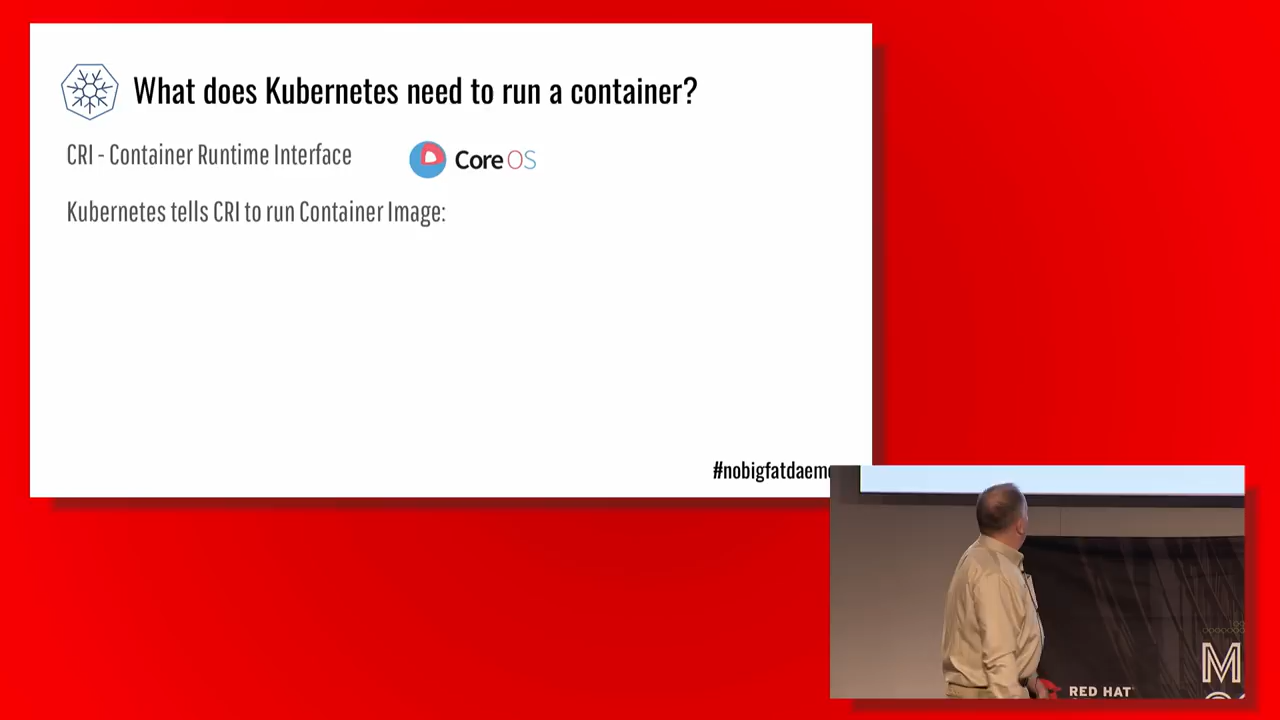 What does Kubernetes need to run a container?
CRI - Container Runtime Interface
CoreOS
Kubernetes tells CRI to run Container Image:
RED HAT